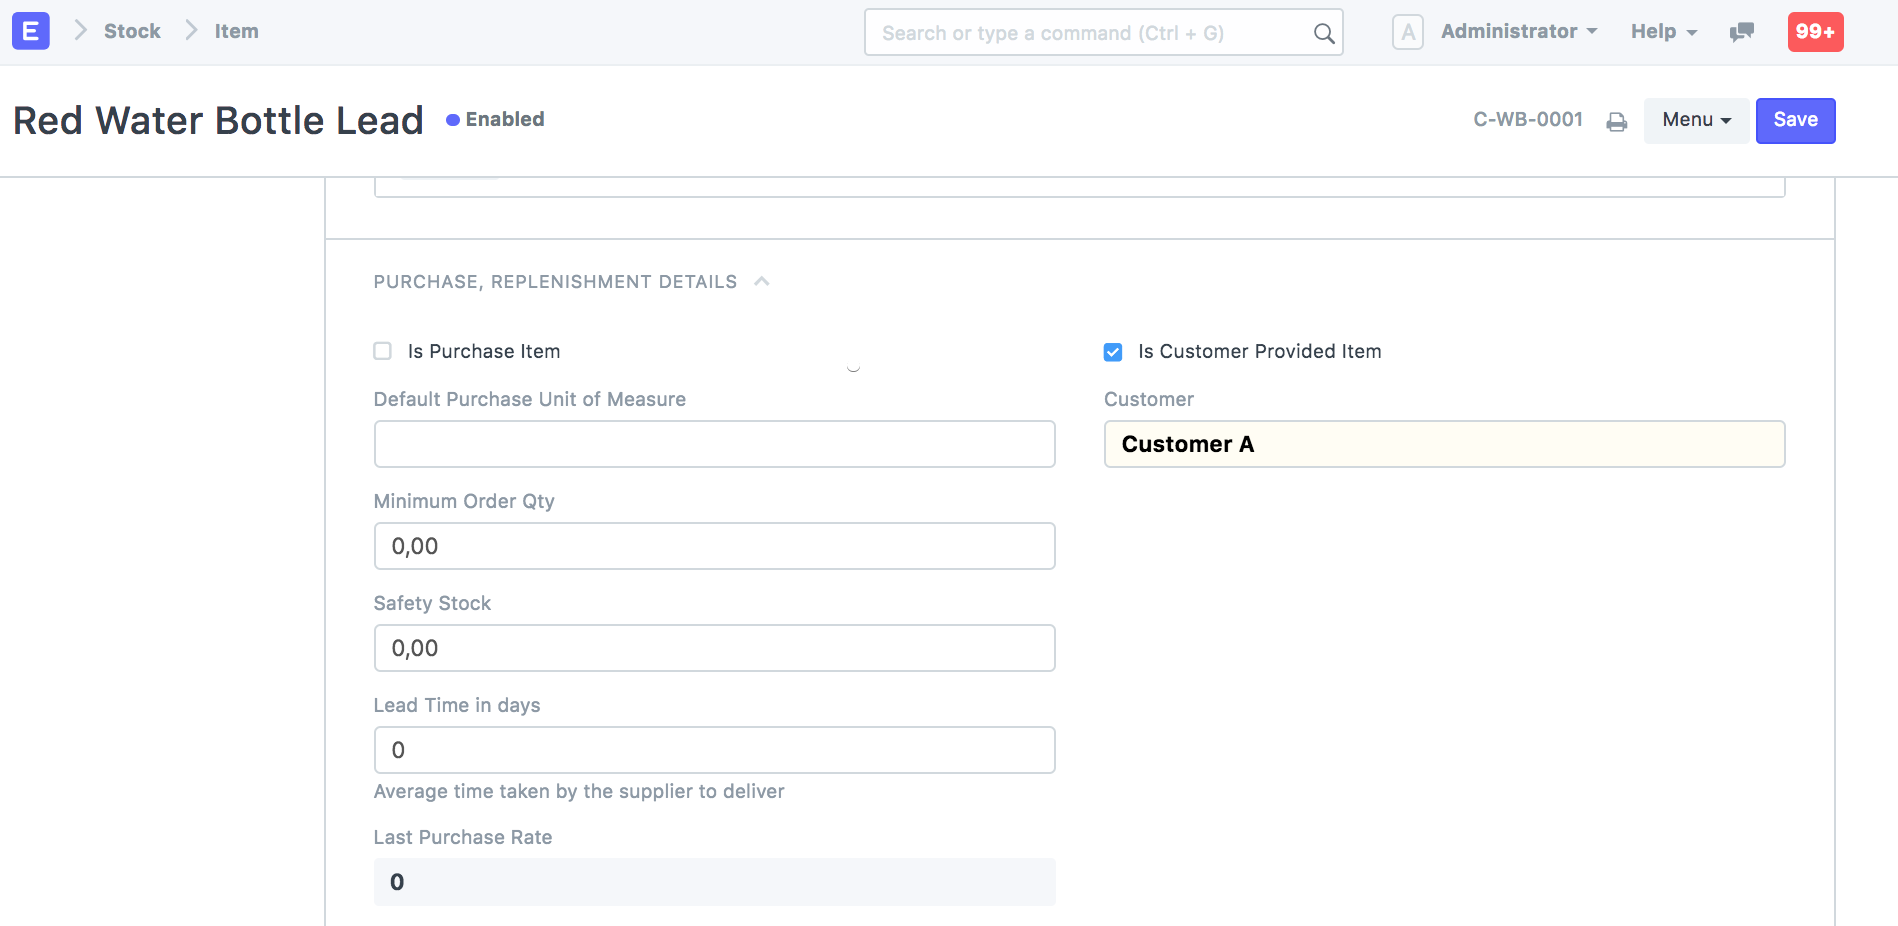 E Stock Item Search or type a command (Ctrl + G) A Administrator Help 99+
Red Water Bottle Lead Enabled C-WB-0001 Menu Save
PURCHASE, REPLENISHMENT DETAILS
Is Purchase Item Is Customer Provided Item
Default Purchase Unit of Measure Customer
Customer A
Minimum Order Qty
0,00
Safety Stock
0,00
Lead Time in days
0
Average time taken by the supplier to deliver
Last Purchase Rate
0